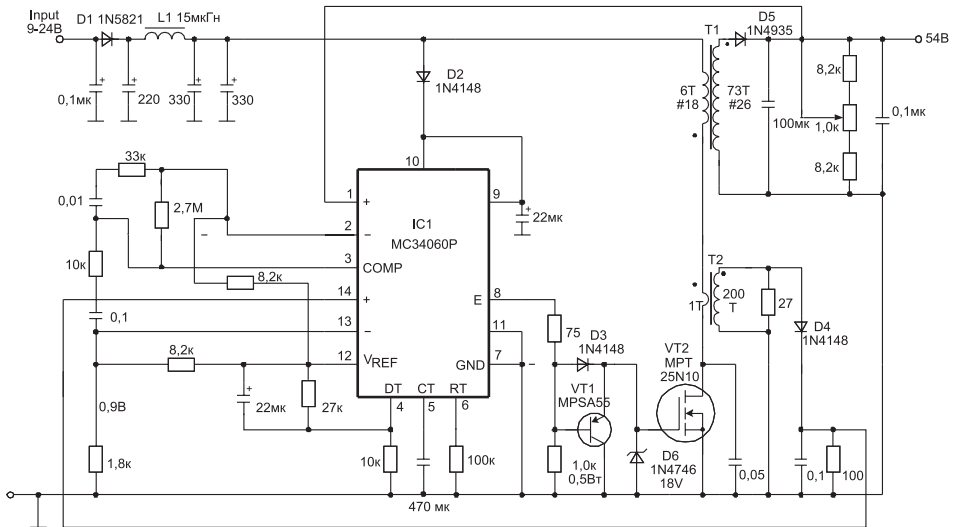 Input
9-24В
D1 1N5821
L1 15мкГн
0,1мк
220
330
330
D2
1N4148
T1
D5
1N4935
54В
6T
#18
73T
#26
100мк
8,2к
1,0к
8,2к
0,1мк
33к
0,01
2,7М
10к
8,2к
0,1
8,2к
22мк
27к
0,9В
1,8к
10
1
+
9
22мк
IC1
MC34060P
2
–
3
COMP
14
+
E
8
13
–
11
12
VREF
GND
7
–
–
DT
CT
RT
4
5
6
10к
100к
470 мк
75
D3
1N4148
VT1
MPSA55
1,0к
0,5Вт
VT2
MPT
25N10
D6
1N4746
18V
0,05
T2
1T
200
T
27
D4
1N4148
0,1
100